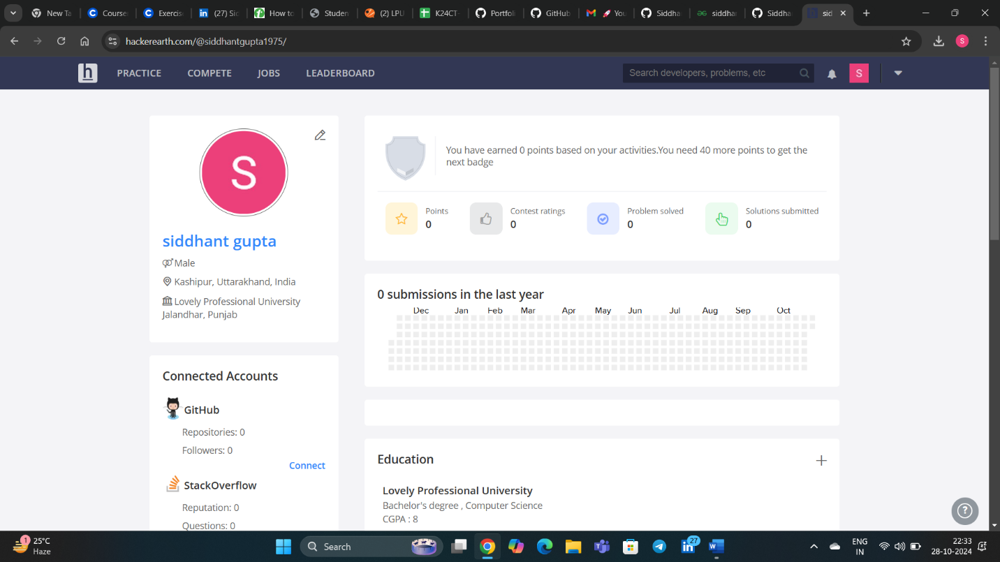 New Ta
Course
Exercis
(27) Sid
How to
Studen
(2) LPU
K24CT-
Portfoli
GitHub
You
Siddha
siddhar
Siddha
sid
hackerearth.com/@siddhantgupta1975/
S
h
PRACTICE
COMPETE
JOBS
LEADERBOARD
Search developers, problems, etc
S
S
siddhant gupta
Male
Kashipur, Uttarakhand, India
Lovely Professional University
Jalandhar, Punjab
Connected Accounts
GitHub
Repositories: 0
Followers: 0
Connect
StackOverflow
Reputation: 0
Questions: 0
You have earned 0 points based on your activities.You need 40 more points to get the
next badge
Points
0
Contest ratings
0
Problem solved
0
Solutions submitted
0
0 submissions in the last year
Dec Jan Feb Mar Apr May Jun Jul Aug Sep Oct
Education
Lovely Professional University
Bachelor's degree , Computer Science
CGPA : 8
?
1
25°C
Haze
Search
27
ENG
IN
22:33
28-10-2024